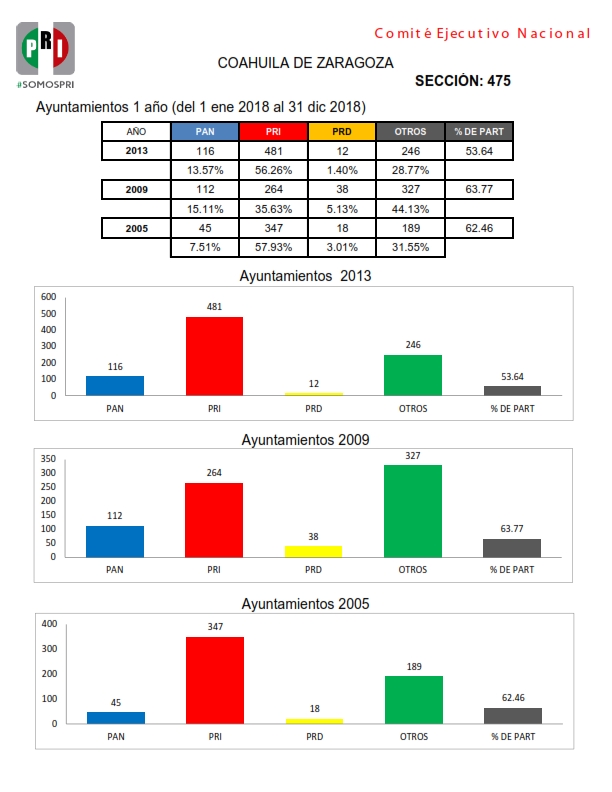 Comité Ejecutivo Nacional
PRI
#SOMOSPRI
COAHUILA DE ZARAGOZA
SECCIÓN: 475
Ayuntamientos 1 año (del 1 ene 2018 al 31 dic 2018)
AÑO PAN PRI PRD OTROS % DE PART
2013 116 481 12 246 53.64
13.57% 56.26% 1.40% 28.77%
2009 112 264 38 327 63.77
15.11% 35.63% 5.13% 44.13%
2005 45 347 18 189 62.46
7.51% 57.93% 3.01% 31.55%
Ayuntamientos 2013
600
500
400
300
200
100
0
116 481 12 246 53.64
PAN PRI PRD OTROS % DE PART
Ayuntamientos 2009
350
300
250
200
150
100
50
0
112 264 38 327 63.77
PAN PRI PRD OTROS % DE PART
Ayuntamientos 2005
400
300
200
100
0
45 347 18 189 62.46
PAN PRI PRD OTROS % DE PART